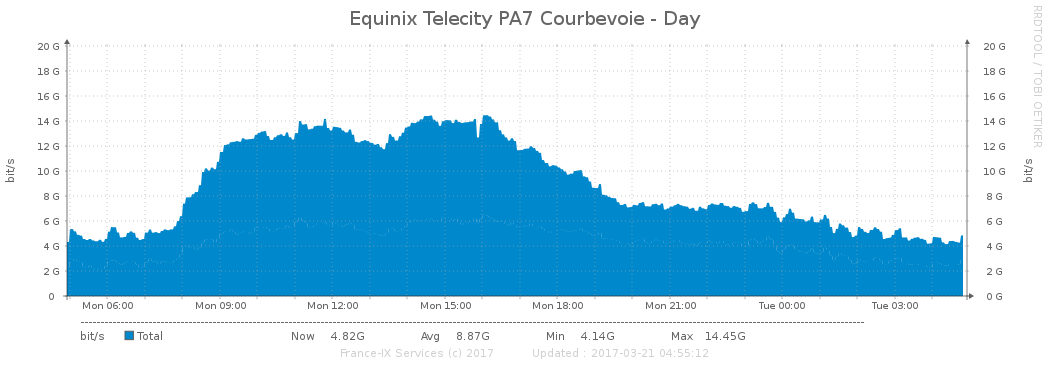 Equinix Telecity PA7 Courbevoie - Day
RRDTOOL / TOBI OETIKER
bit/s
20 G
18 G
16 G
14 G
12 G
10 G
8 G
6 G
4 G
2 G
0
20 G
18 G
16 G
14 G
12 G
10 G
8 G
6 G
4 G
2 G
0 G
bit/s
Mon 06:00 Mon 09:00 Mon 12:00 Mon 15:00 Mon 18:00 Mon 21:00 Tue 00:00 Tue 03:00
bit/s Total Now 4.82G Avg 8.87G Min 4.14G Max 14.45G
France-IX Services (c) 2017 Updated : 2017-03-21 04:55:12